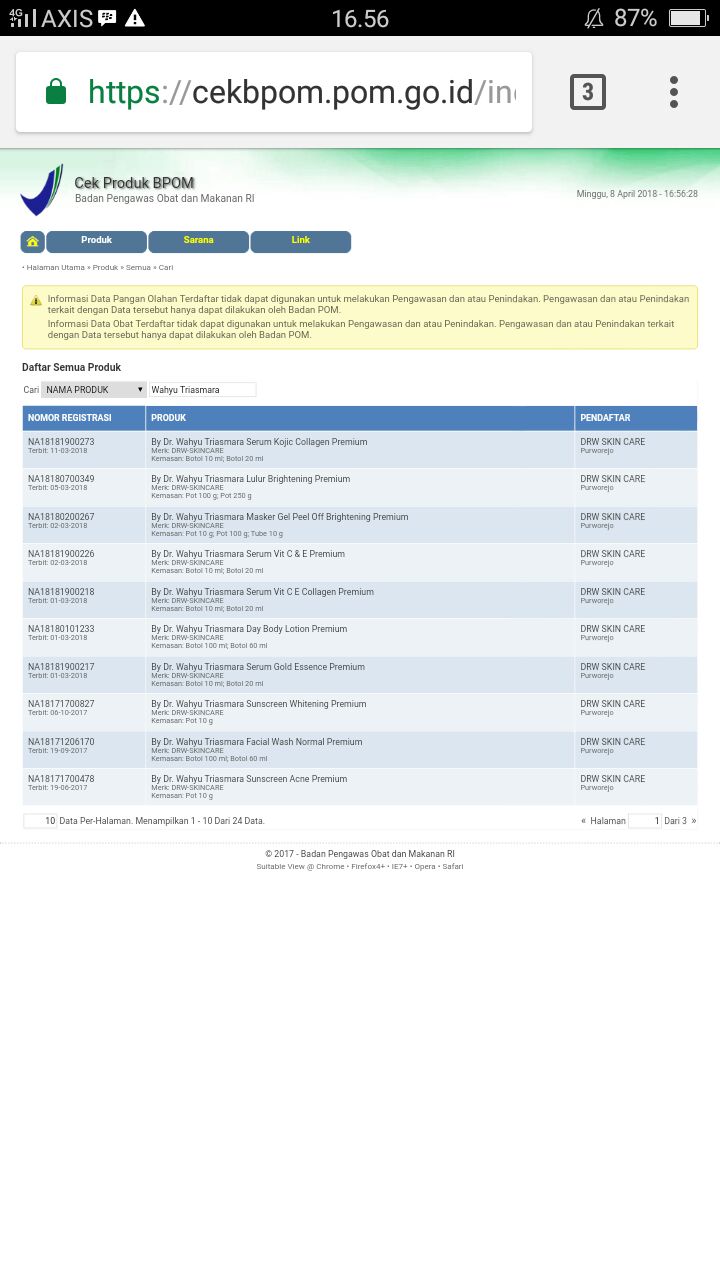 4G AXIS 16.56 87%
https://cekbpom.pom.go.id/in
3
Cek Produk BPOM
Badan Pengawas Obat dan Makanan RI
Minggu, 8 April 2018 - 16:56:28
Produk Sarana Link
• Halaman Utama » Produk » Semua » Cari
Informasi Data Pangan Olahan Terdaftar tidak dapat digunakan untuk melakukan Pengawasan dan atau Penindakan. Pengawasan dan atau Penindakan
terkait dengan Data tersebut hanya dapat dilakukan oleh Badan POM.
Informasi Data Obat Terdaftar tidak dapat digunakan untuk melakukan Pengawasan dan atau Penindakan. Pengawasan dan atau Penindakan terkait
dengan Data tersebut hanya dapat dilakukan oleh Badan POM.
Daftar Semua Produk
Cari NAMA PRODUK Wahyu Triasmara
NOMOR REGISTRASI PRODUK PENDAFTAR
NA18181900273 By Dr. Wahyu Triasmara Serum Kojic Collagen Premium DRW SKIN CARE
Terbit: 11-03-2018 Merk: DRW-SKINCARE Purworejo
Kemasan: Botol 10 ml; Botol 20 ml
NA18180700349 By Dr. Wahyu Triasmara Lulur Brightening Premium DRW SKIN CARE
Terbit: 05-03-2018 Merk: DRW-SKINCARE Purworejo
Kemasan: Pot 100 g; Pot 250 g
NA18180200267 By Dr. Wahyu Triasmara Masker Gel Peel Off Brightening Premium DRW SKIN CARE
Terbit: 02-03-2018 Merk: DRW-SKINCARE Purworejo
Kemasan: Pot 10 g; Pot 100 g; Tube 10 g
NA18181900226 By Dr. Wahyu Triasmara Serum Vit C & E Premium DRW SKIN CARE
Terbit: 02-03-2018 Merk: DRW-SKINCARE Purworejo
Kemasan: Botol 10 ml; Botol 20 ml
NA18181900218 By Dr. Wahyu Triasmara Serum Vit C E Collagen Premium DRW SKIN CARE
Terbit: 01-03-2018 Merk: DRW-SKINCARE Purworejo
Kemasan: Botol 10 ml; Botol 20 ml
NA18180101233 By Dr. Wahyu Triasmara Day Body Lotion Premium DRW SKIN CARE
Terbit: 01-03-2018 Merk: DRW-SKINCARE Purworejo
Kemasan: Botol 100 ml; Botol 60 ml
NA18181900217 By Dr. Wahyu Triasmara Serum Gold Essence Premium DRW SKIN CARE
Terbit: 01-03-2018 Merk: DRW-SKINCARE Purworejo
Kemasan: Botol 10 ml; Botol 20 ml
NA18171700827 By Dr. Wahyu Triasmara Sunscreen Whitening Premium DRW SKIN CARE
Terbit: 06-10-2017 Merk: DRW-SKINCARE Purworejo
Kemasan: Pot 10 g
NA18171206170 By Dr. Wahyu Triasmara Facial Wash Normal Premium DRW SKIN CARE
Terbit: 19-09-2017 Merk: DRW-SKINCARE Purworejo
Kemasan: Botol 100 ml; Botol 60 ml
NA18171700478 By Dr. Wahyu Triasmara Sunscreen Acne Premium DRW SKIN CARE
Terbit: 19-06-2017 Merk: DRW-SKINCARE Purworejo
Kemasan: Pot 10 g
10 Data Per-Halaman. Menampilkan 1 - 10 Dari 24 Data. « Halaman 1 Dari 3 »
© 2017 - Badan Pengawas Obat dan Makanan RI
Suitable View @ Chrome • Firefox4+ • IE7+ • Opera • Safari